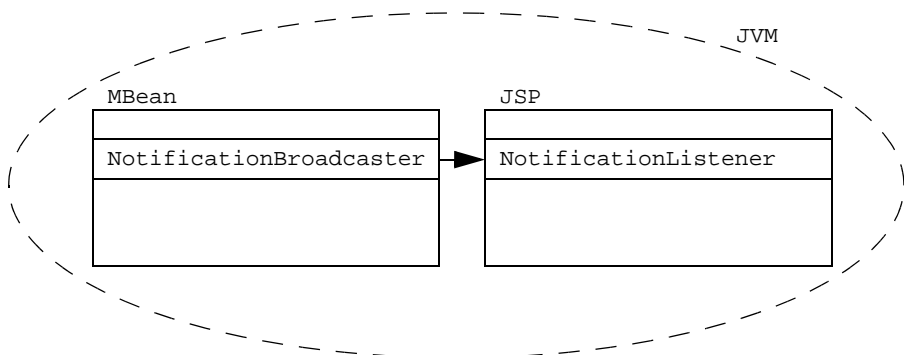 JVM
MBean
JSP
NotificationBroadcaster
NotificationListener